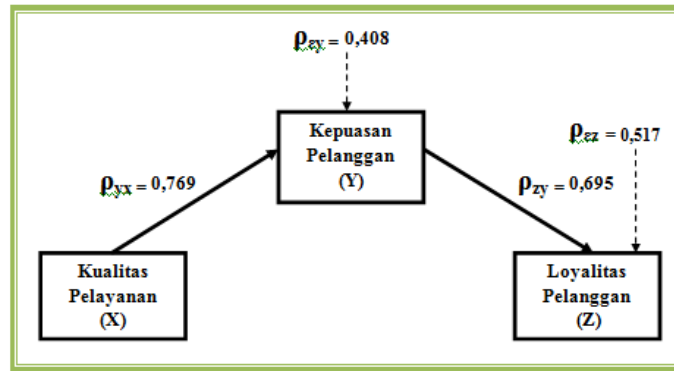 ρεy = 0,408
Kepuasan
Pelanggan
(Y)
ρεz = 0,517
ρyx = 0,769
ρzy = 0,695
Kualitas
Pelayanan
(X)
Loyalitas
Pelanggan
(Z)